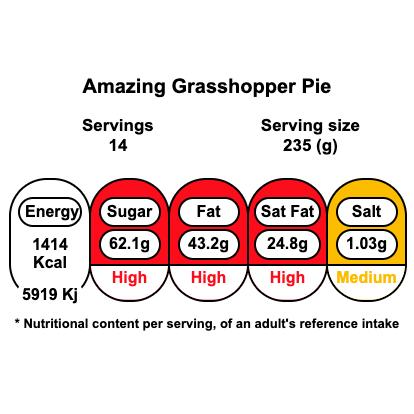 Amazing Grasshopper Pie
Servings Serving size
14 235 (g)
Energy Sugar Fat Sat Fat Salt
1414 62.1g 43.2g 24.8g 1.03g
Kcal
High High High Medium
5919 Kj
* Nutritional content per serving, of an adult's reference intake